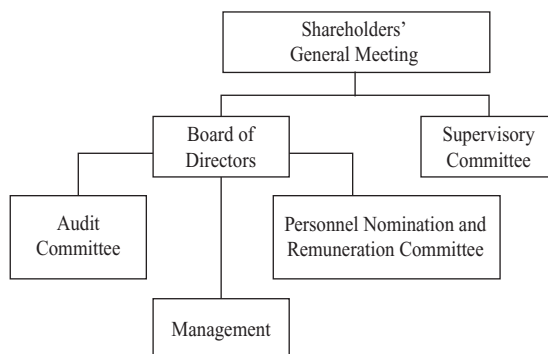 Shareholders’
General Meeting
Board of
Directors
Supervisory
Committee
Audit
Committee
Personnel Nomination and
Remuneration Committee
Management